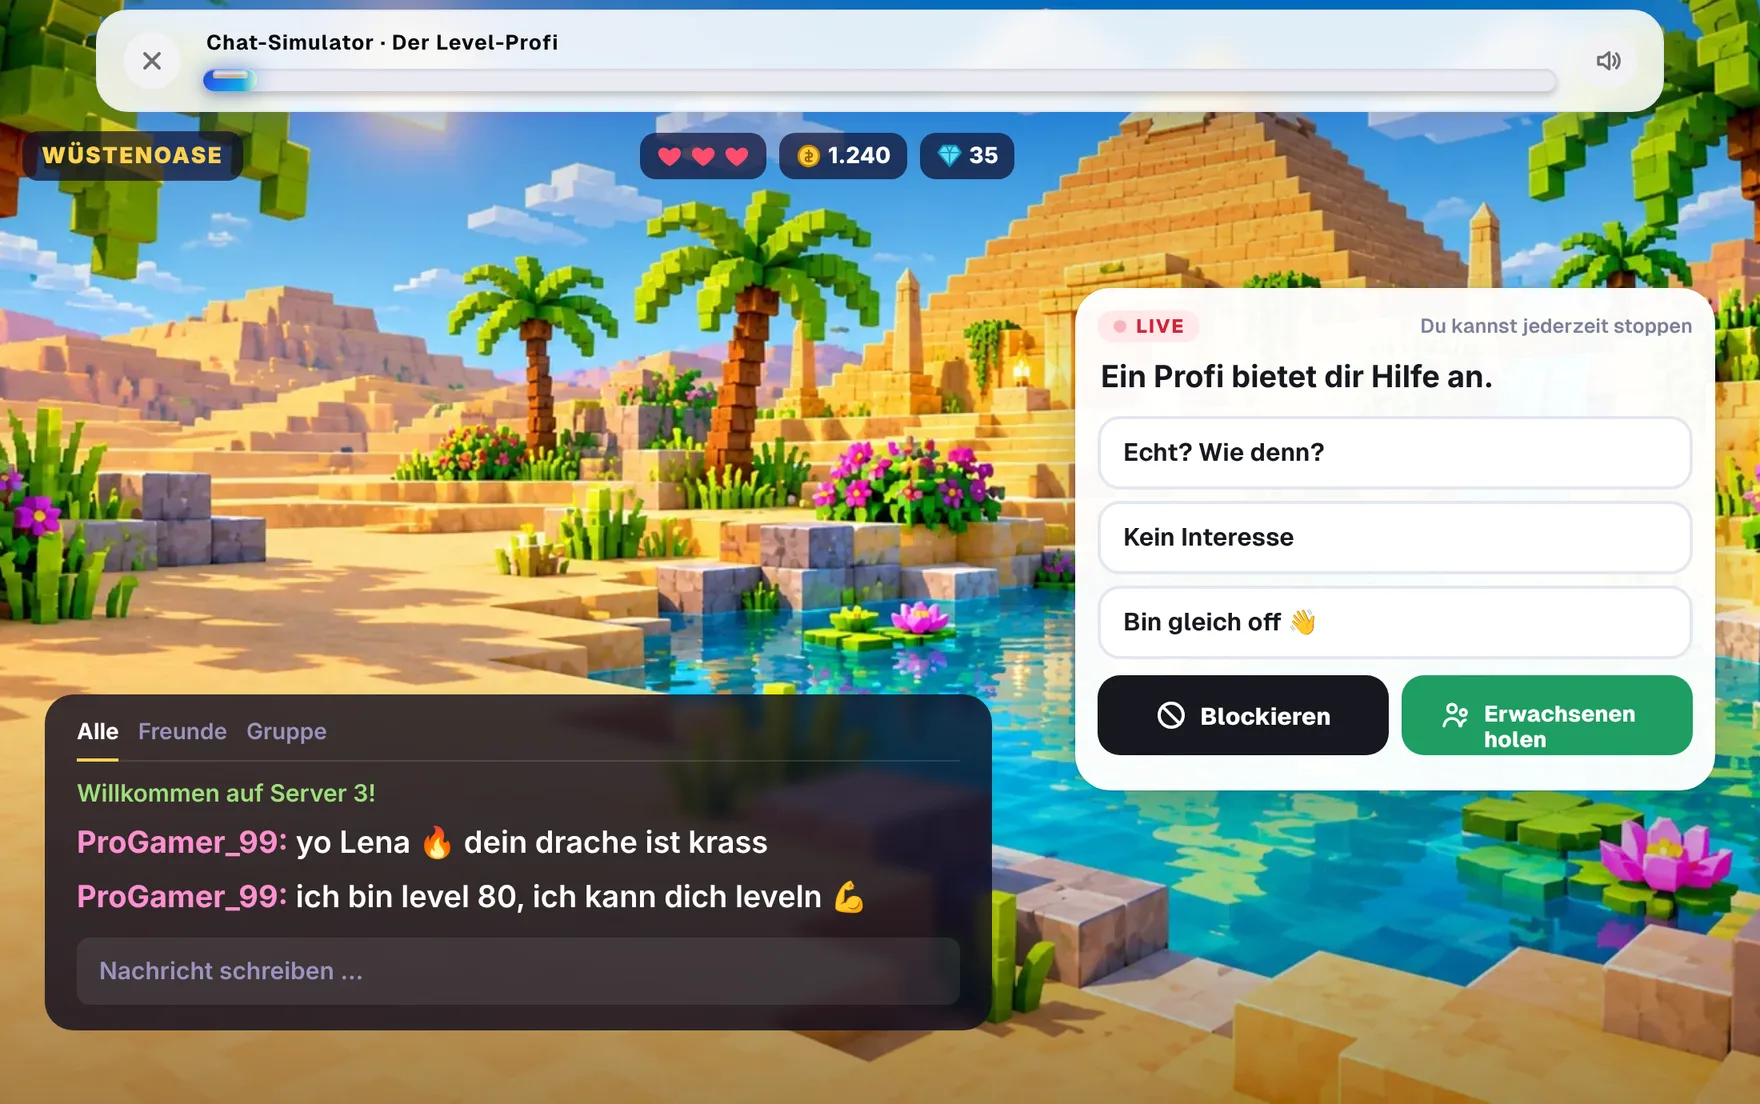 Chat-Simulator · Der Level-Profi
WÜSTENOASE
1.240
35
LIVE
Du kannst jederzeit stoppen
Ein Profi bietet dir Hilfe an.
Echt? Wie denn?
Kein Interesse
Bin gleich off 👋
Blockieren
Erwachsenen
holen
Alle Freunde Gruppe
Willkommen auf Server 3!
ProGamer_99: yo Lena 🔥 dein drache ist krass
ProGamer_99: ich bin level 80, ich kann dich leveln 💪
Nachricht schreiben ...